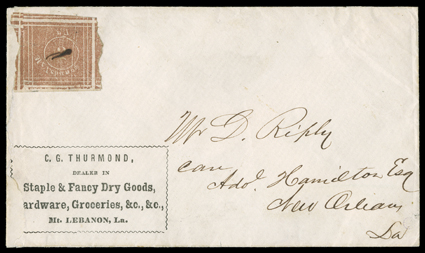 C. G. THURMOND,
DEALER IN
Staple & Fancy Dry Goods,
ardware, Groceries, &c., &c.,
Mt. LEBANON, La.
Mr D. Riply
care
Ado. Hamilton Esq
New Orleans
La